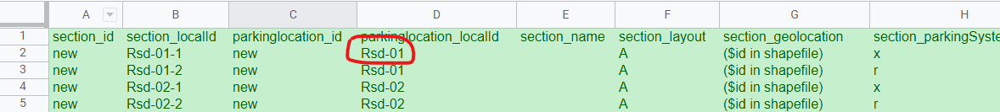 A B C D E F G H
1 section_id section_localId parkinglocation_id parkinglocation_localId section_name section_layout section_geolocation section_parkingSyste
2 new Rsd-01-1 new Rsd-01 A ($id in shapefile) x
3 new Rsd-01-2 new Rsd-01 A ($id in shapefile) r
4 new Rsd-02-1 new Rsd-02 A ($id in shapefile) x
5 new Rsd-02-2 new Rsd-02 A ($id in shapefile) r